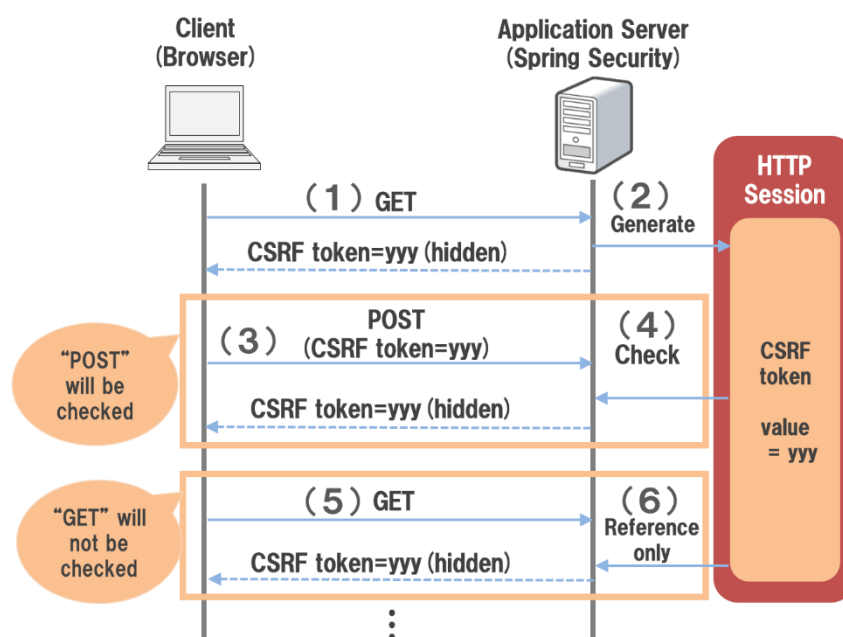 Client
(Browser)
Application Server
(Spring Security)
HTTP
Session
(1) GET
(2)
Generate
CSRF token=yyy (hidden)
“POST”
will be
checked
(3)
POST
(CSRF token=yyy)
(4)
Check
CSRF token=yyy (hidden)
CSRF
token
value
= yyy
“GET” will
not be
checked
(5) GET
(6)
Reference
only
CSRF token=yyy (hidden)